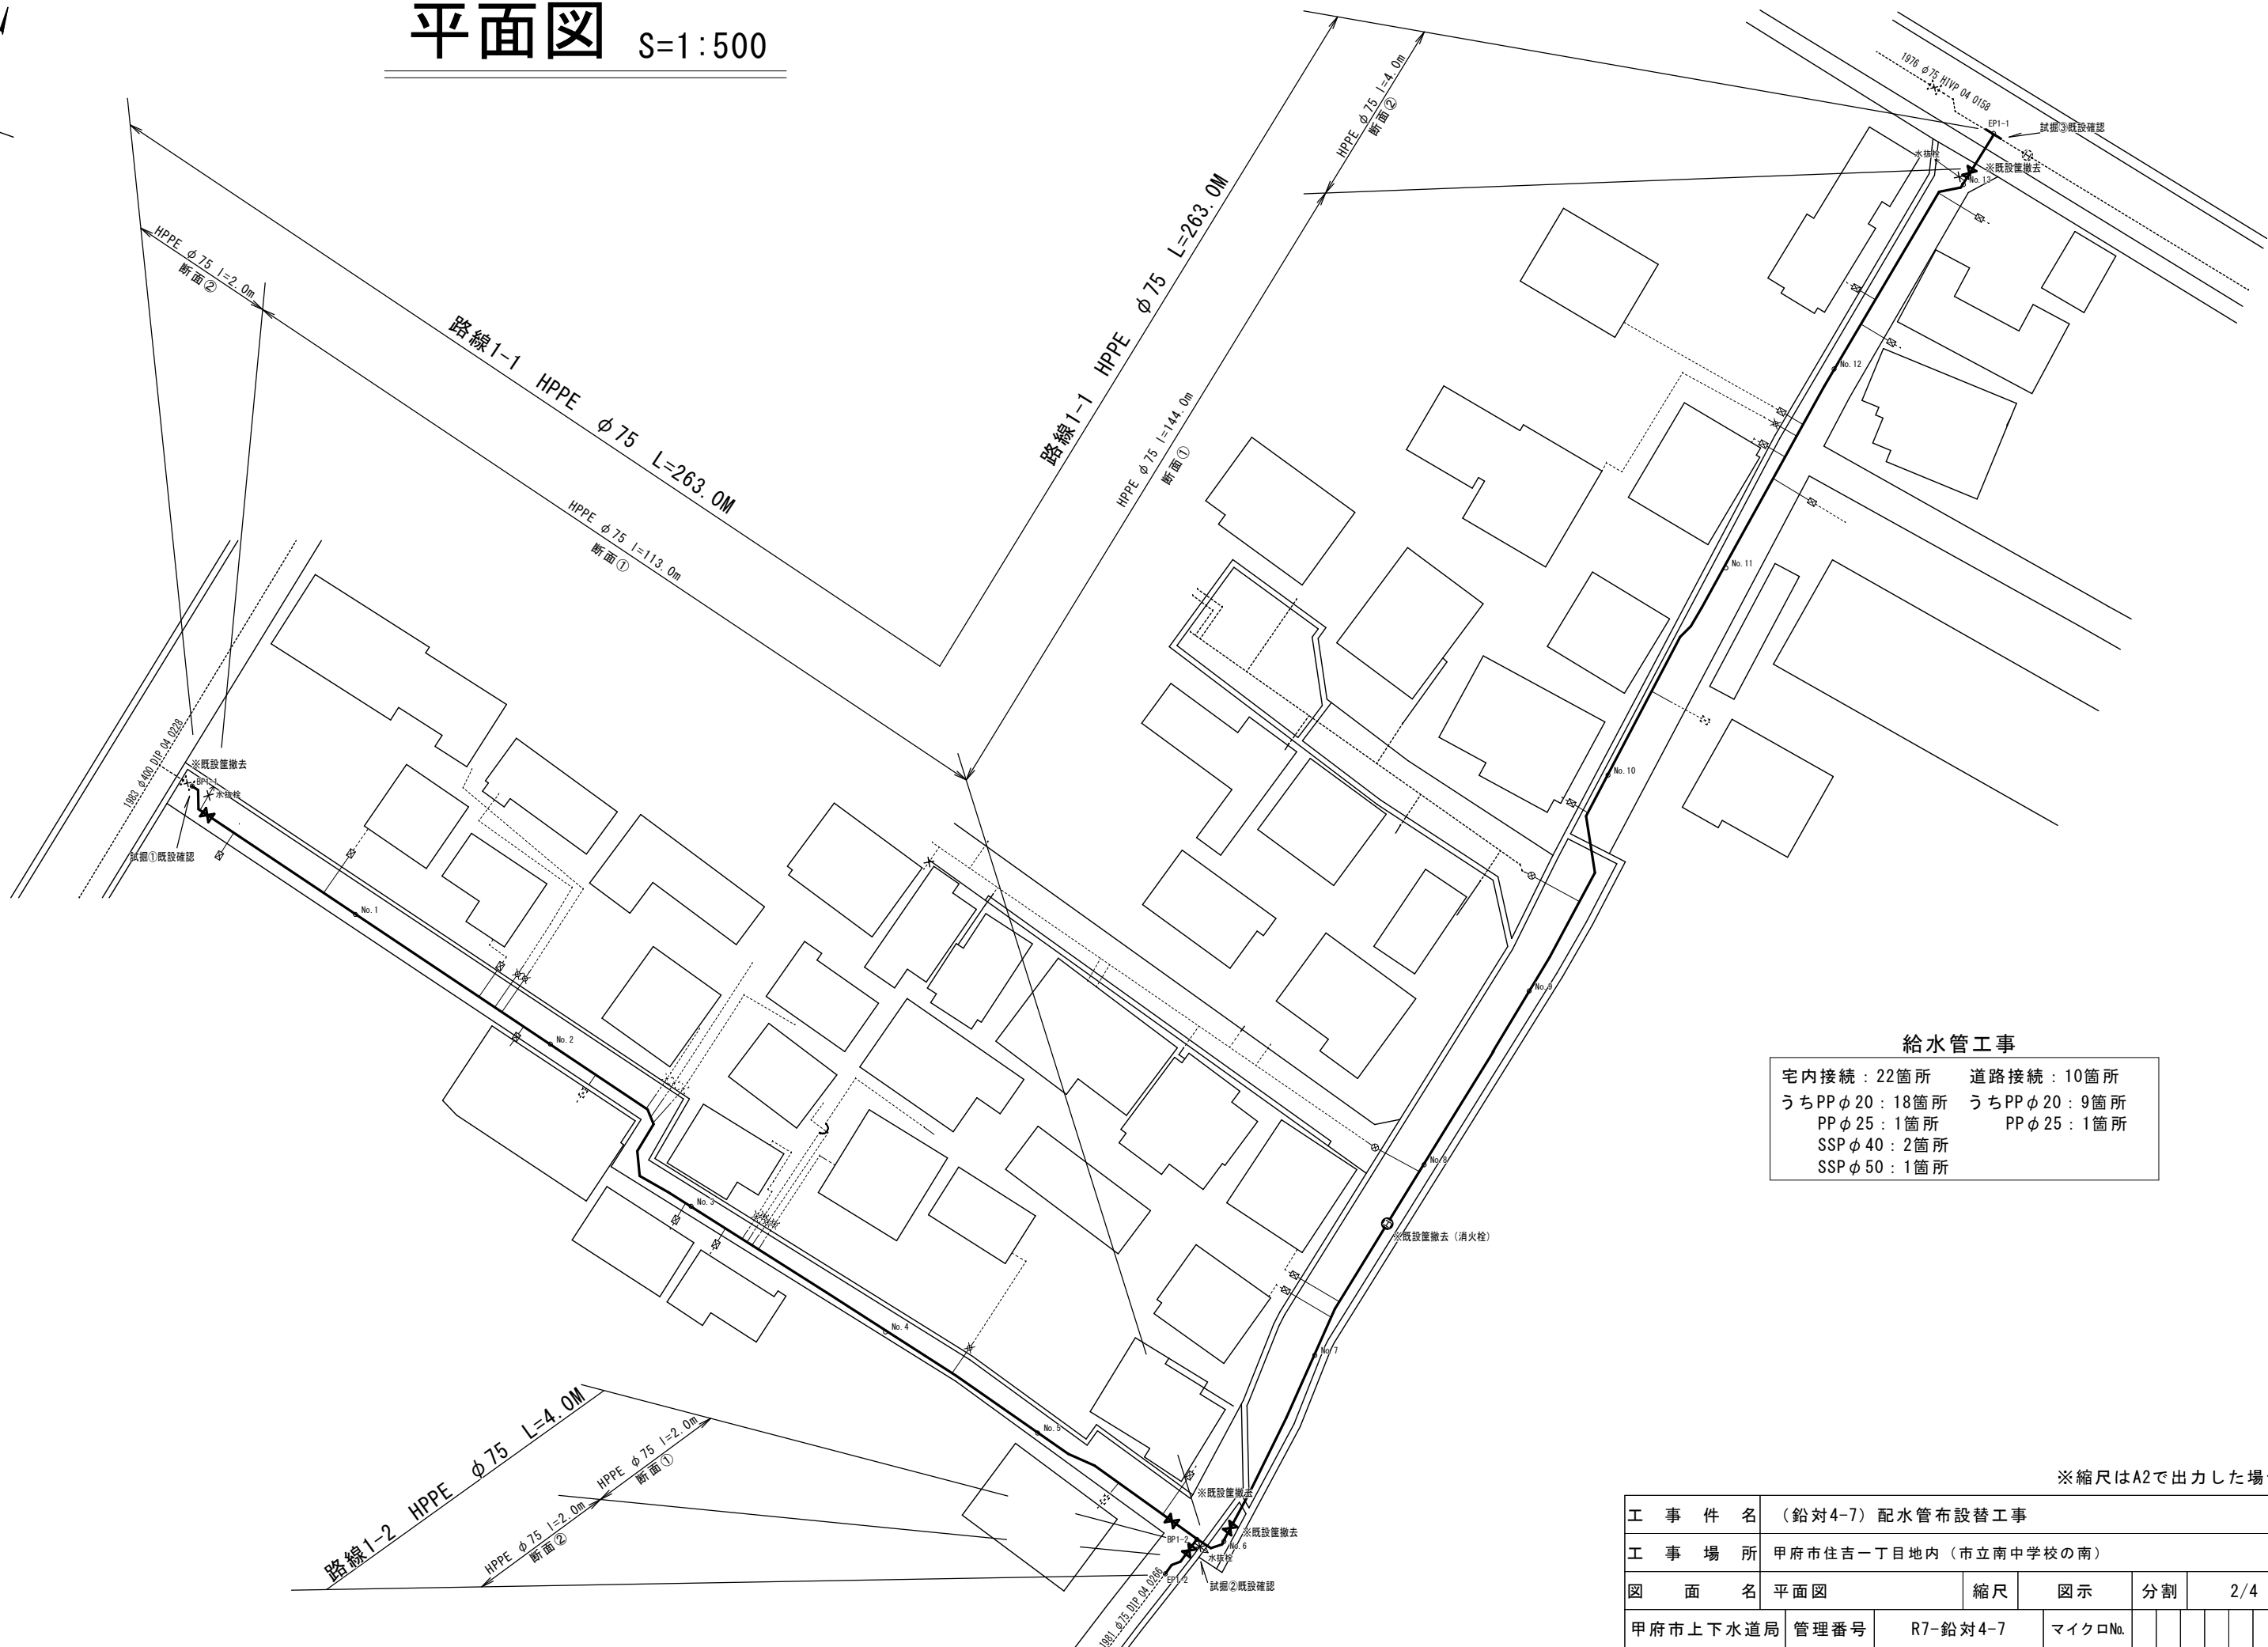 平面図 S=1:500
HPPE φ75 l=4.0m
断面②
1976 φ75 HIVP 04 0158
EP1-1
試掘③既設確認
水抜栓
※既設筐撤去
No.13
路線1-1 HPPE φ75 L=263.0M
HPPE φ75 l=2.0m
断面②
路線1-1 HPPE φ75 L=263.0M
HPPE φ75 l=144.0m
断面①
HPPE φ75 l=113.0m
断面①
No.12
No.11
No.10
No.9
No.8
※既設筐撤去（消火栓）
No.7
1983 φ400 DIP 04 0228
※既設筐撤去
BP1-1
水抜栓
試掘①既設確認
No.1
No.2
No.3
No.4
No.5
給水管工事
宅内接続：22箇所 道路接続：10箇所
うちPPφ20：18箇所 うちPPφ20：9箇所
PPφ25：1箇所 PPφ25：1箇所
SSPφ40：2箇所
SSPφ50：1箇所
路線1-2 HPPE φ75 L=4.0M
HPPE φ75 l=2.0m
断面①
HPPE φ75 l=2.0m
断面②
※既設筐撤去
※既設筐撤去
BP1-2
No.6
水抜栓
EP1-2
試掘②既設確認
1981 φ75 DIP 04 0266
※縮尺はA2で出力した場
工事件名 （鉛対4-7）配水管布設替工事
工事場所 甲府市住吉一丁目地内（市立南中学校の南）
図面名 平面図 縮尺 図示 分割 2/4
甲府市上下水道局 管理番号 R7-鉛対4-7 マイクロNo.